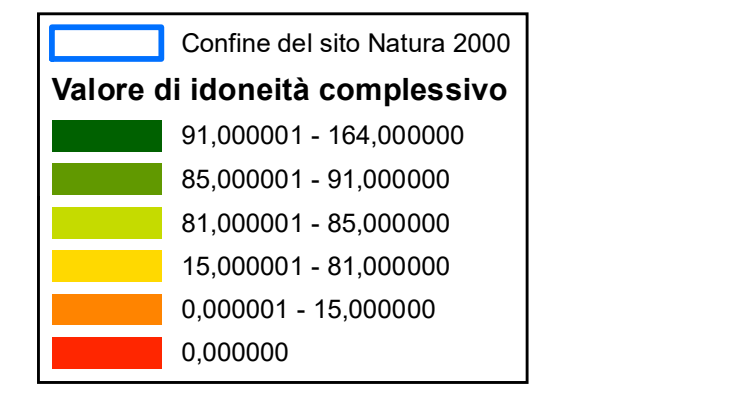 Confine del sito Natura 2000
Valore di idoneità complessivo
91,000001 - 164,000000
85,000001 - 91,000000
81,000001 - 85,000000
15,000001 - 81,000000
0,000001 - 15,000000
0,000000